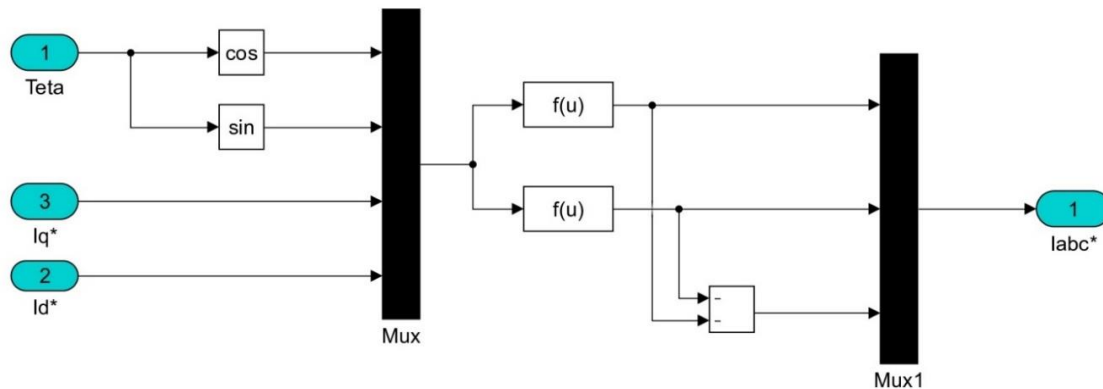 1
Teta
cos
sin
3
Iq*
2
Id*
Mux
f(u)
f(u)
-
-
Mux1
1
Iabc*